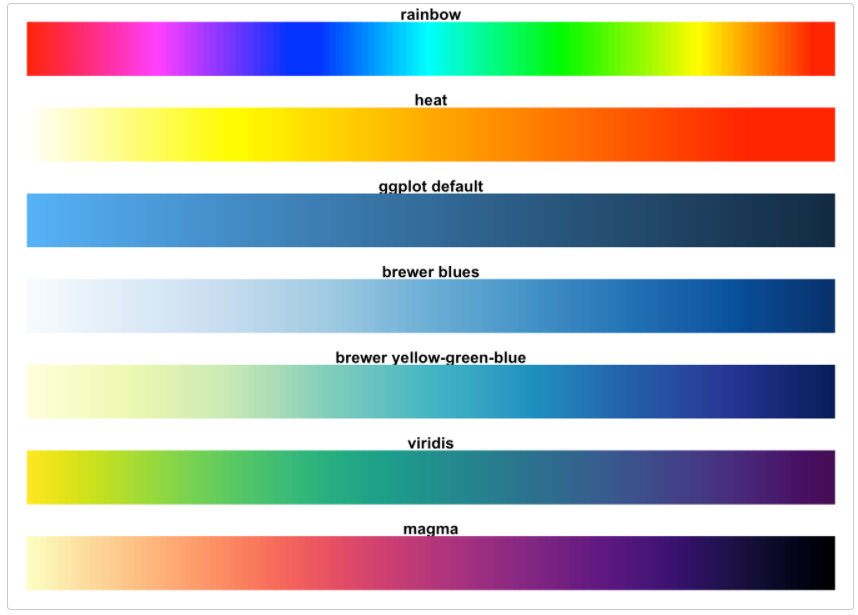 rainbow
heat
ggplot default
brewer blues
brewer yellow-green-blue
viridis
magma